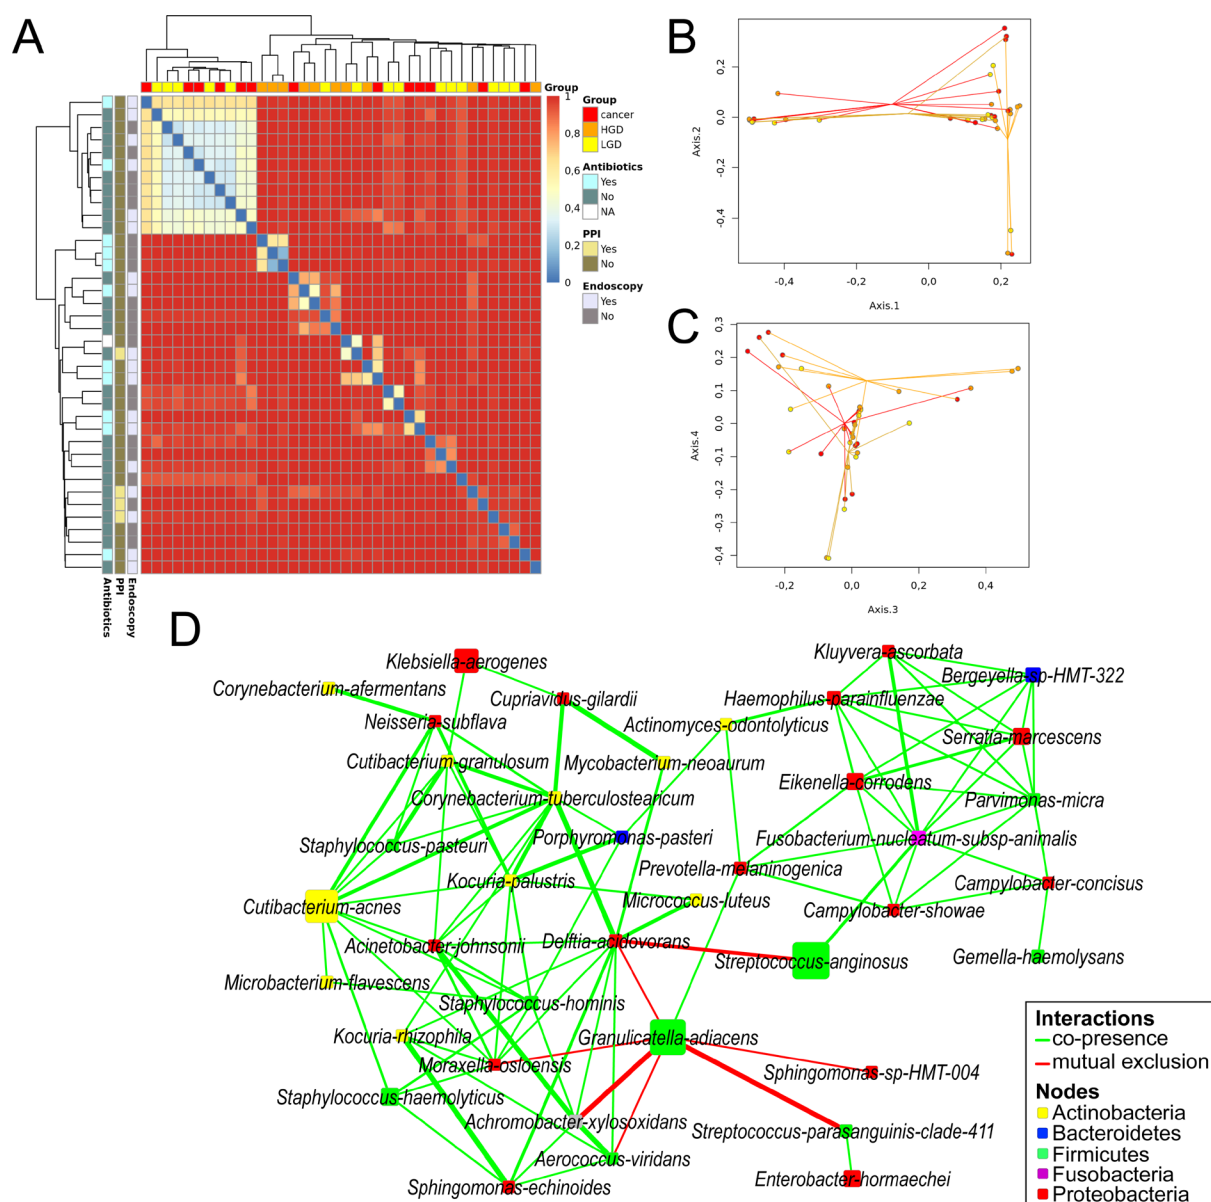 A
Group
1
0,8
0,6
0,4
0,2
0
Group
cancer
HGD
LGD
Antibiotics
Yes
No
NA
PPI
Yes
No
Endoscopy
Yes
No
Antibiotics
PPI
Endoscopy
B
0,2
0,0
-0,2
-0,4
Axis.2
-0,4
-0,2
0,0
0,2
Axis.1
C
0,3
0,2
0,1
0,0
-0,1
-0,2
-0,3
-0,4
Axis.4
-0,2
0,0
0,2
0,4
Axis.3
D
Klebsiella-aerogenes
Corynebacterium-afermentans
Cupriavidus-gilardii
Neisseria-subflava
Cutibacterium-granulosum
Mycobacterium-neoaurum
Corynebacterium-tuberculostearicum
Staphylococcus-pasteuri
Porphyromonas-pasteri
Kocuria-palustris
Cutibacterium-acnes
Micrococcus-luteus
Acinetobacter-johnsonii
Delftia-acidovorans
Microbacterium-flavescens
Staphylococcus-hominis
Kocuria-rhizophila
Moraxella-osloensis
Staphylococcus-haemolyticus
Achromobacter-xylosoxidans
Aerococcus-viridans
Sphingomonas-echinoides
Kluyvera-ascorbata
Bergeyella-sp-HMT-322
Haemophilus-parainfluenzae
Actinomyces-odontolyticus
Serratia-marcescens
Eikenella-corrodens
Parvimonas-micra
Fusobacterium-nucleatum-subsp-animalis
Prevotella-melaninogenica
Campylobacter-concisus
Campylobacter-showae
Streptococcus-anginosus
Gemella-haemolysans
Granulicatella-adiacens
Sphingomonas-sp-HMT-004
Streptococcus-parasanguinis-clade-411
Enterobacter-hormaechei
Interactions
co-presence
mutual exclusion
Nodes
Actinobacteria
Bacteroidetes
Firmicutes
Fusobacteria
Proteobacteria